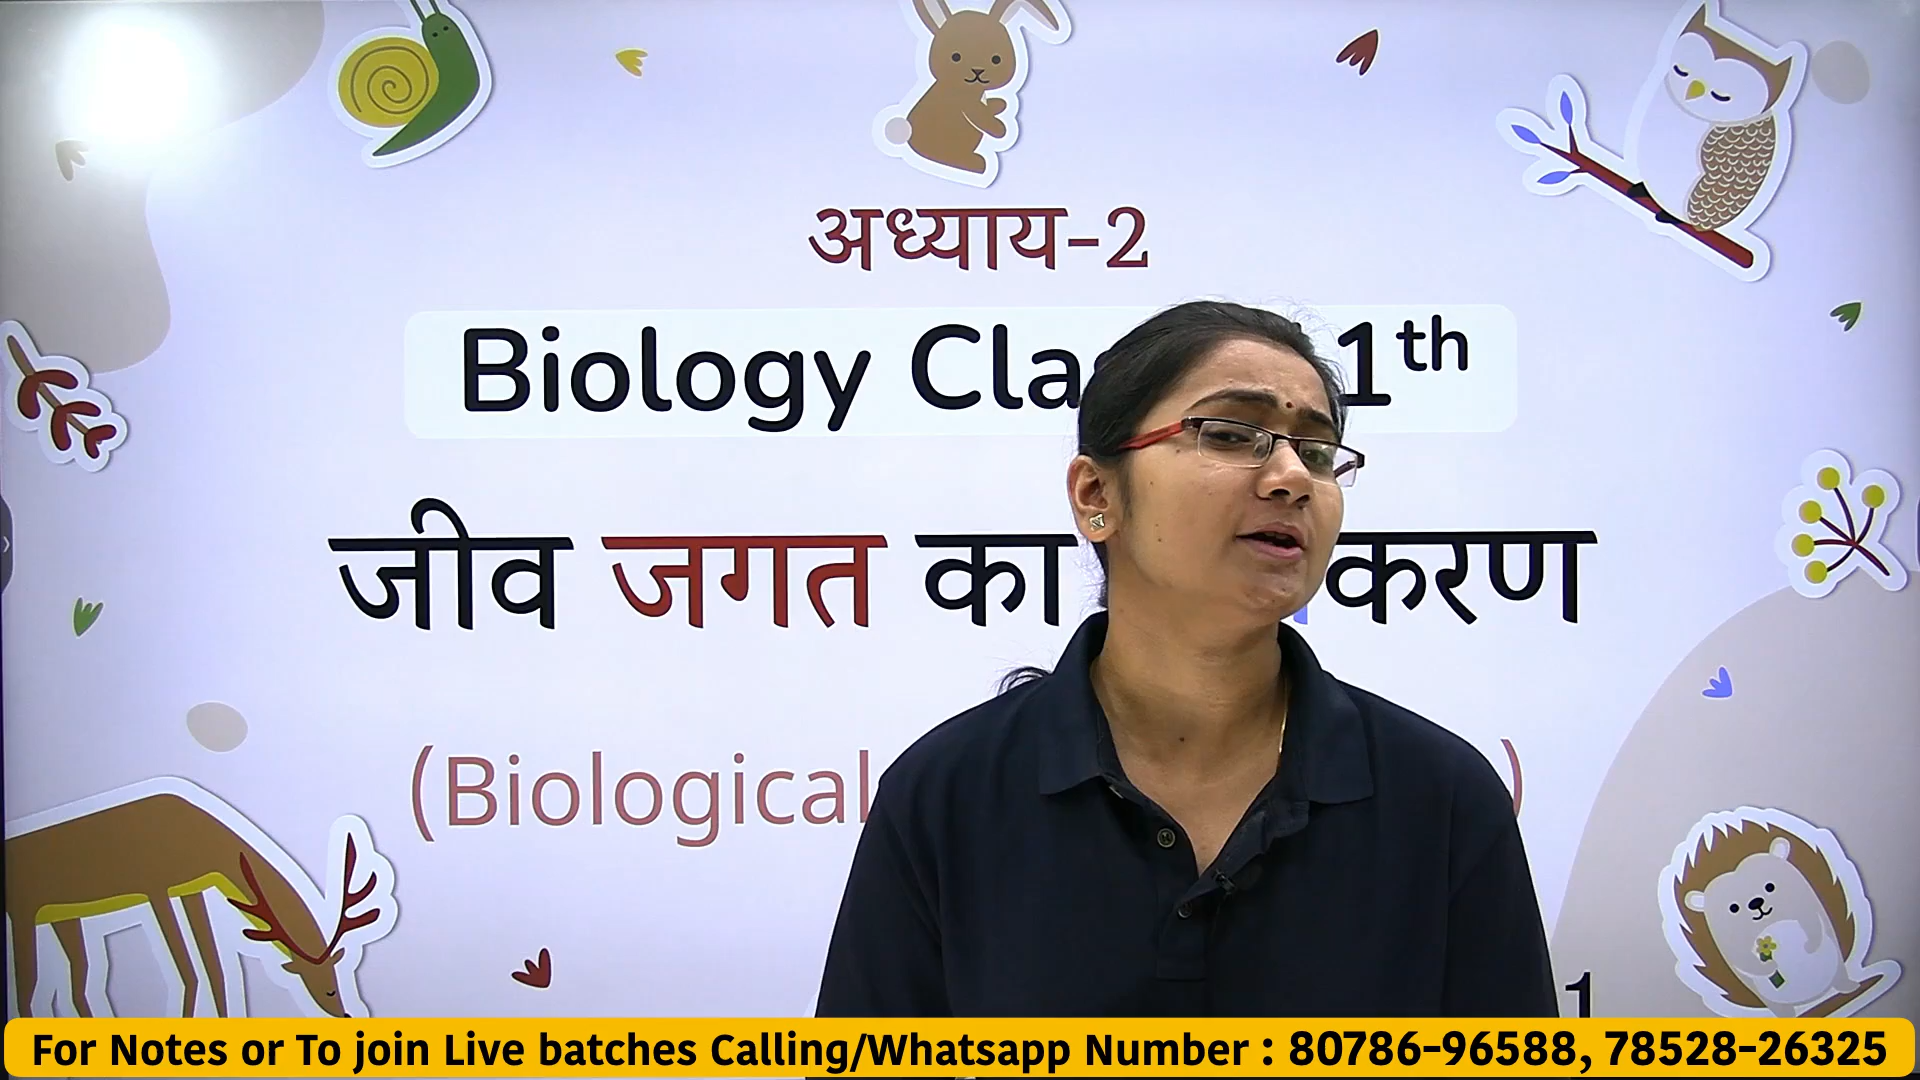 अध्याय-2
Biology Cla 1th
जीव जगत का करण
(Biological )
1
For Notes or To join Live batches Calling/Whatsapp Number : 80786-96588, 78528-26325